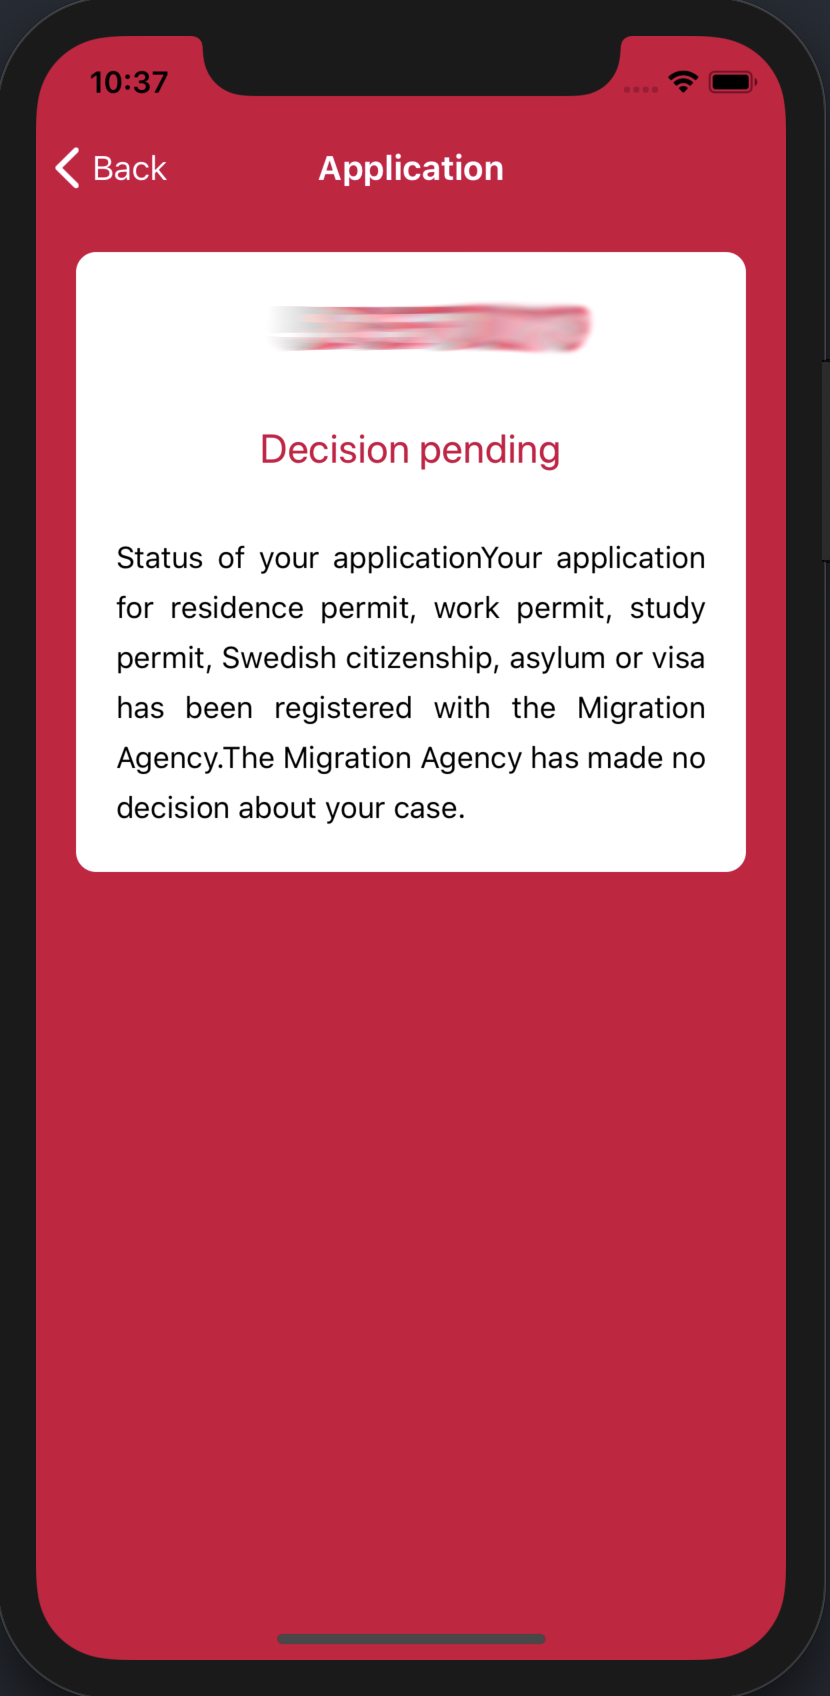 10:37
Back
Application
Decision pending
Status of your applicationYour application
for residence permit, work permit, study
permit, Swedish citizenship, asylum or visa
has been registered with the Migration
Agency.The Migration Agency has made no
decision about your case.